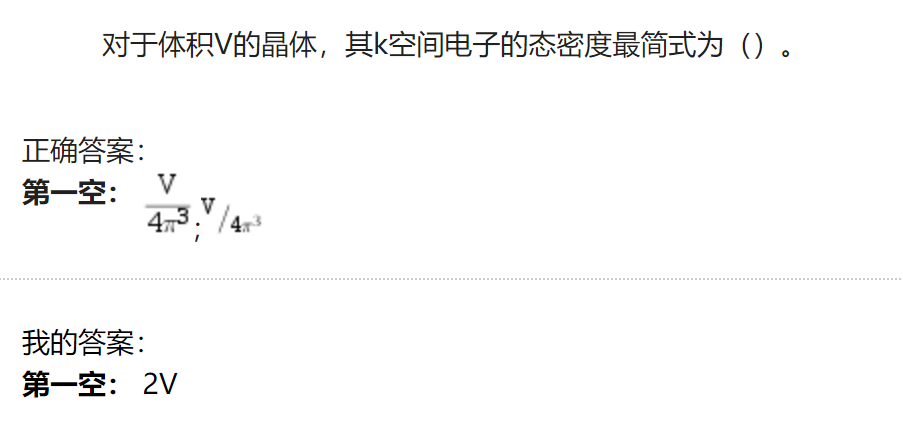 对于体积V的晶体，其k空间电子的态密度最简式为（）。
正确答案：
第一空： V/4π³;V/4π³
我的答案：
第一空： 2V